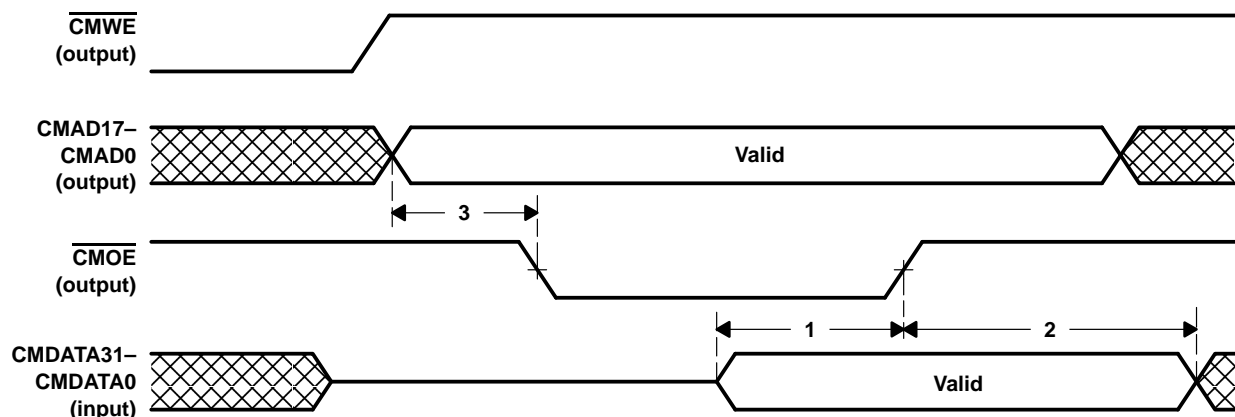 CMWE
(output)
CMAD17–
CMAD0
(output)
Valid
3
CMOE
(output)
1
2
CMDATA31–
CMDATA0
(input)
Valid